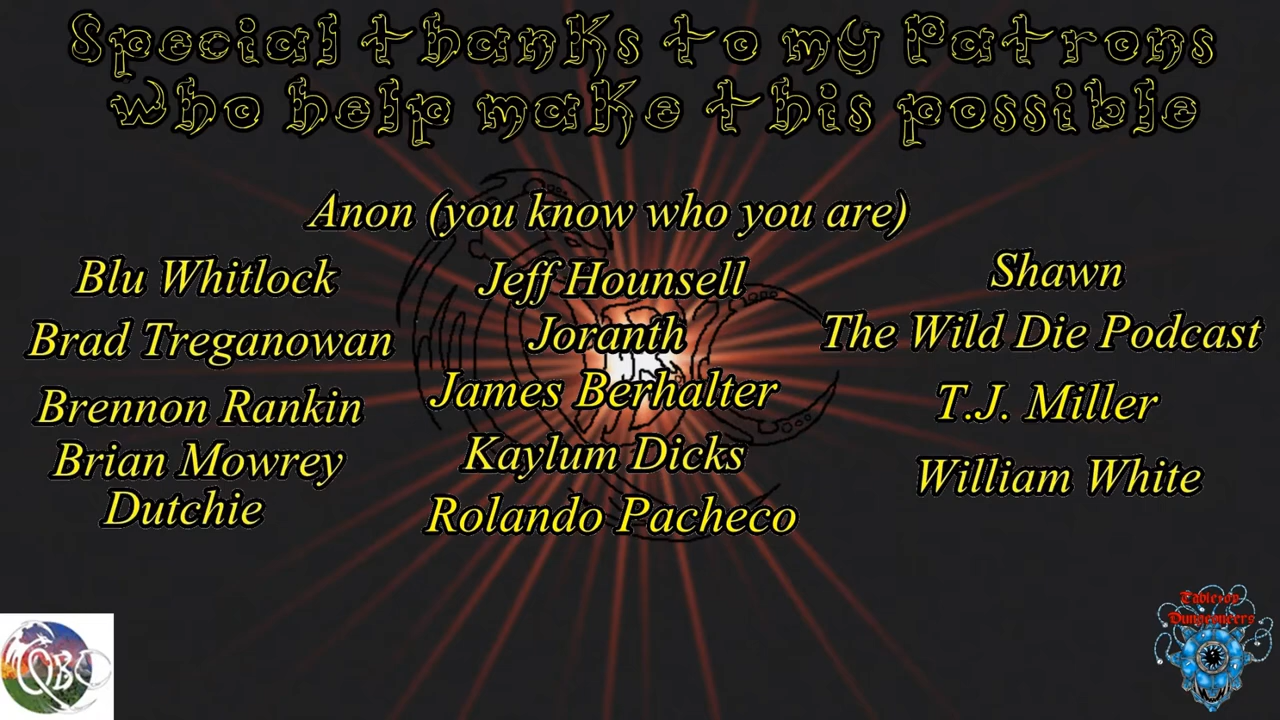 Special thanks to my Patrons
who help make this possible
Anon (you know who you are)
Blu Whitlock
Brad Treganowan
Brennon Rankin
Brian Mowrey
Dutchie
Jeff Hounsell
Joranth
James Berhalter
Kaylum Dicks
Rolando Pacheco
Shawn
The Wild Die Podcast
T.J. Miller
William White
Tabletop
Dungeoneers